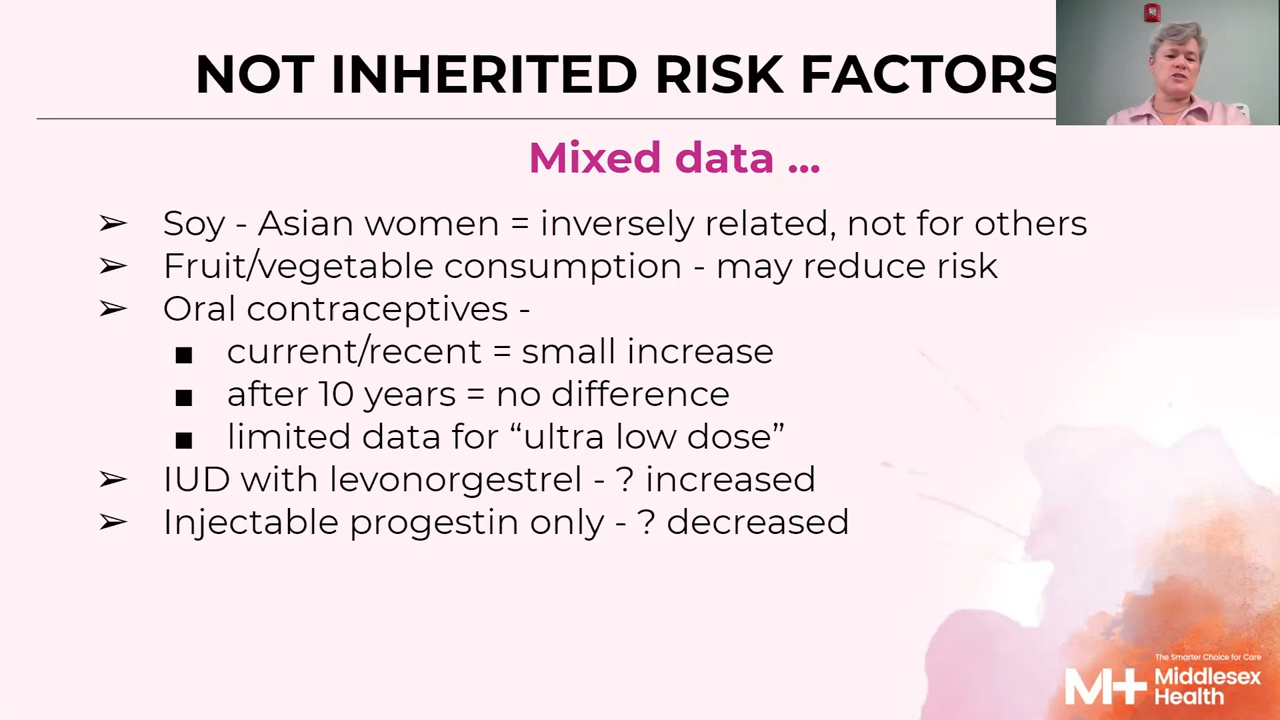 NOT INHERITED RISK FACTORS
Mixed data ...
➢ Soy - Asian women = inversely related, not for others
➢ Fruit/vegetable consumption - may reduce risk
➢ Oral contraceptives -
■ current/recent = small increase
■ after 10 years = no difference
■ limited data for “ultra low dose”
➢ IUD with levonorgestrel - ? increased
➢ Injectable progestin only - ? decreased
The Smarter Choice for Care
M+ Middlesex
Health